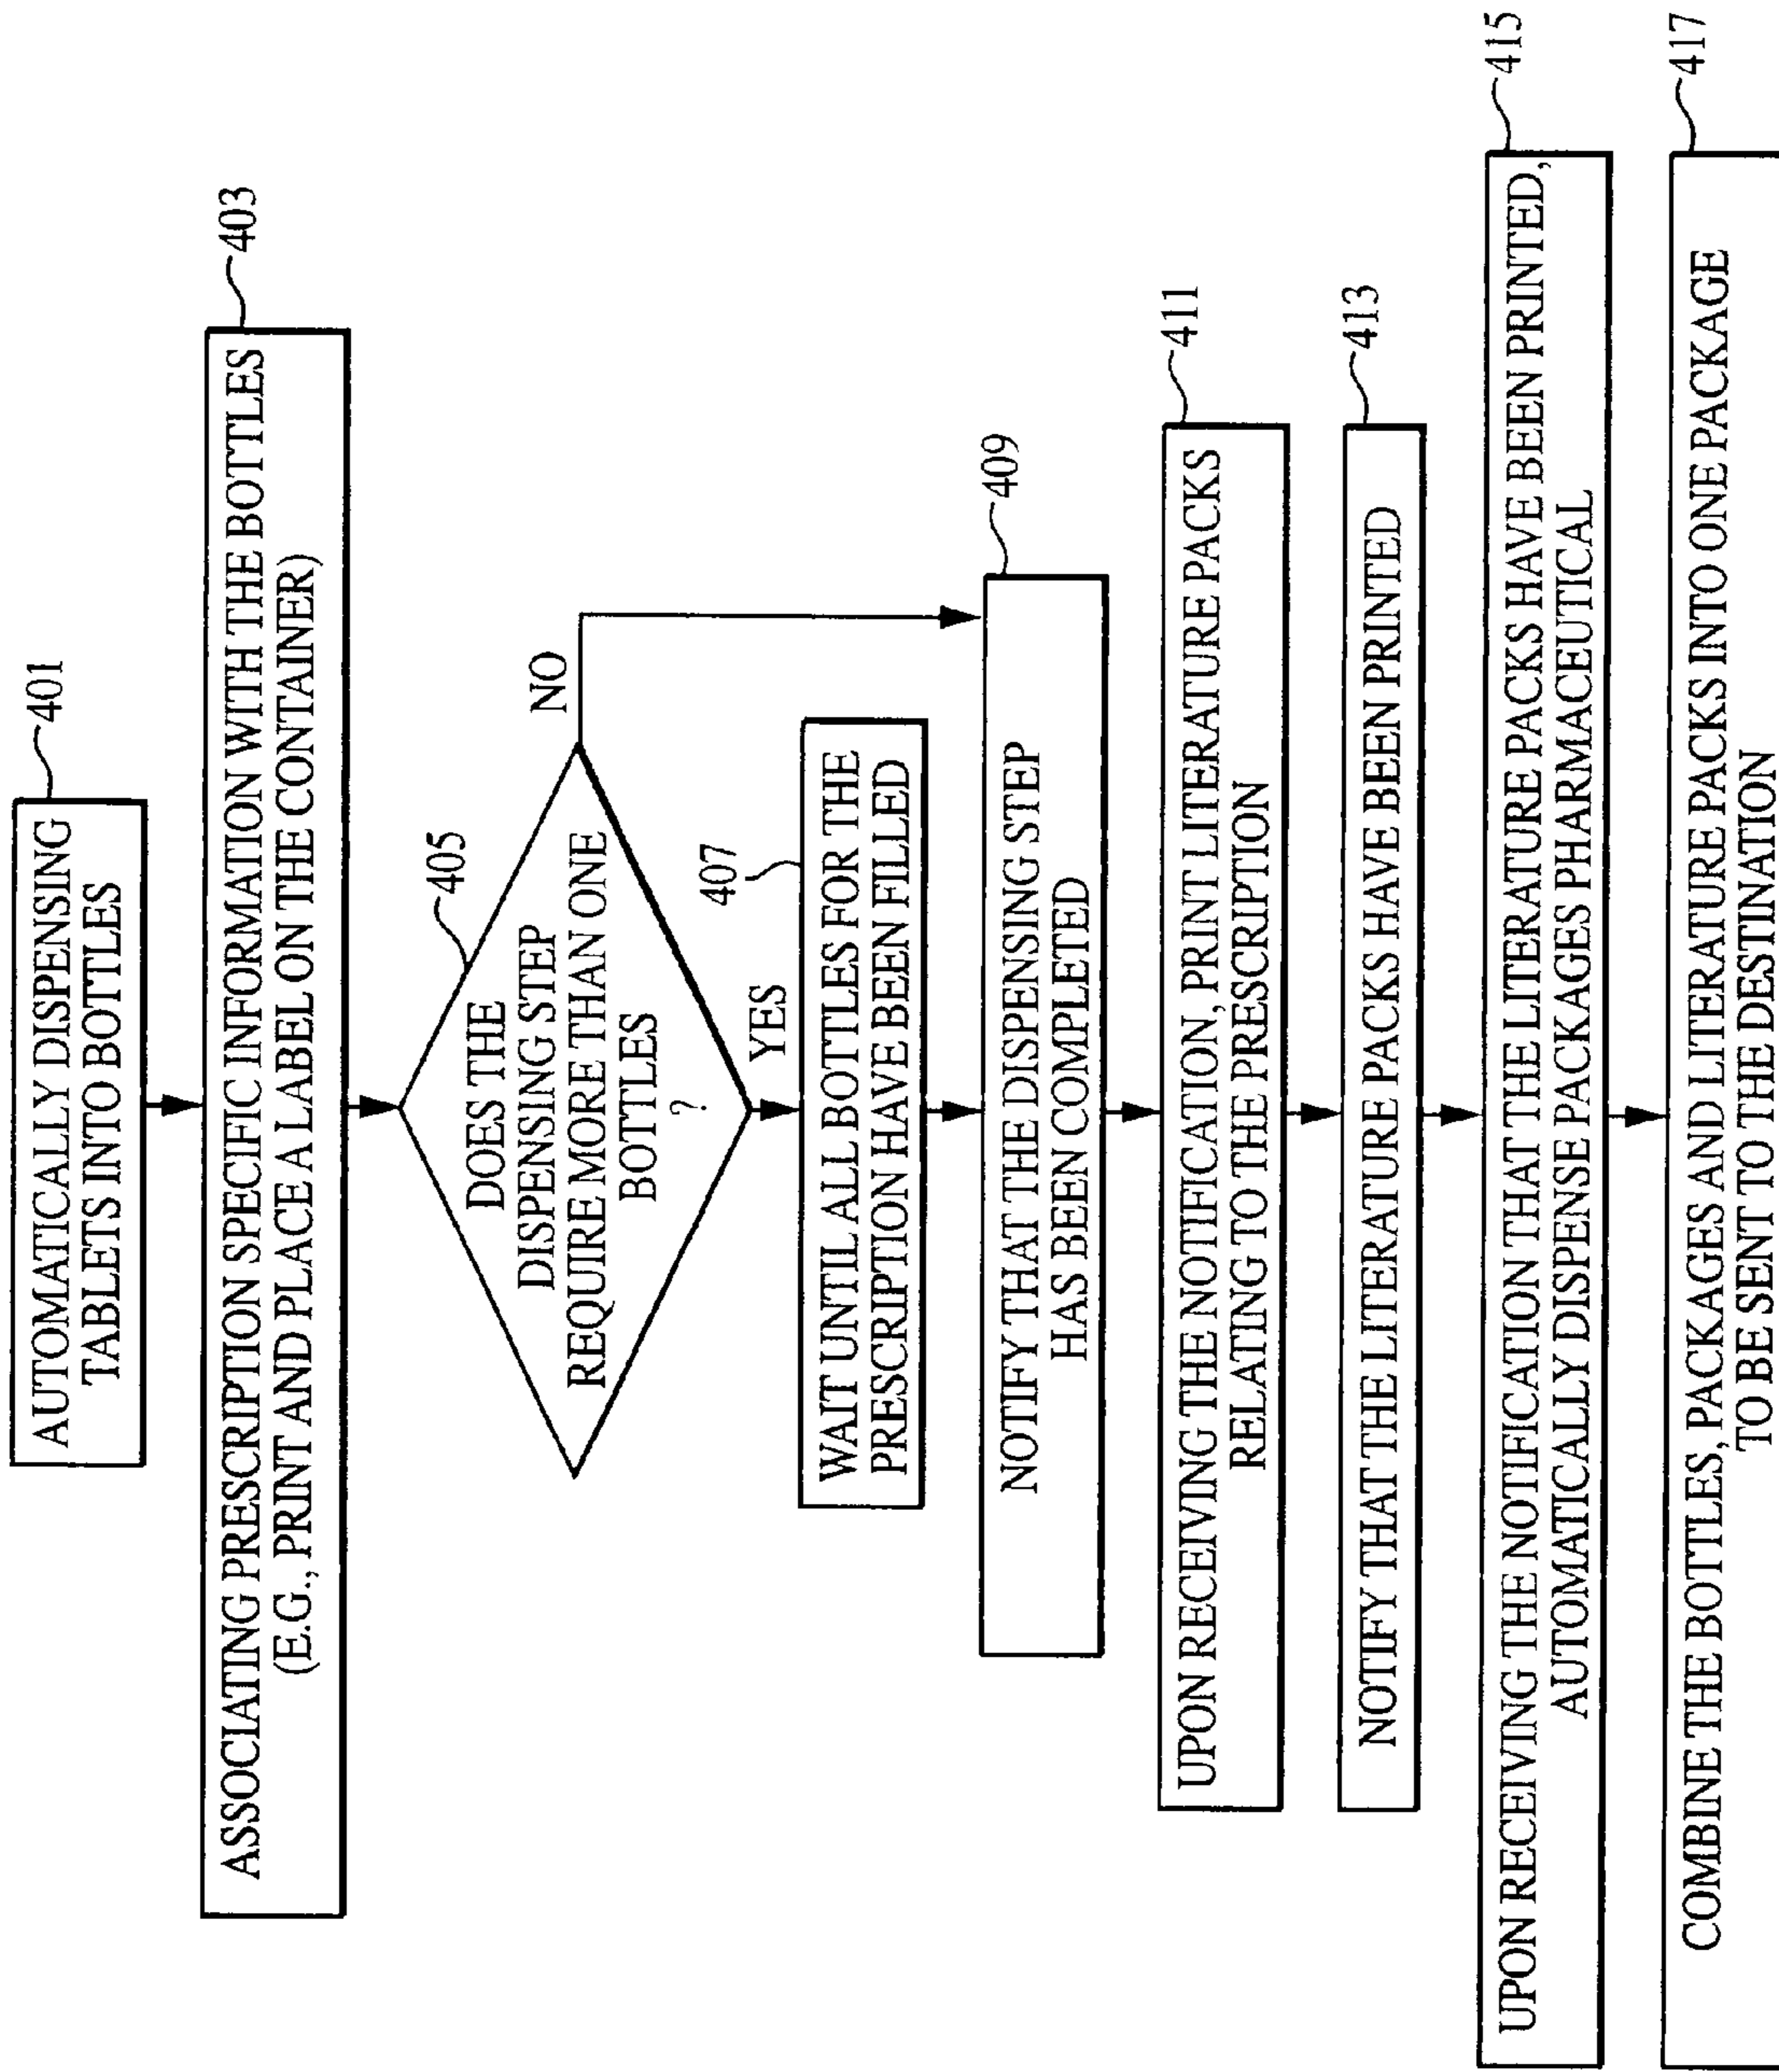 401
AUTOMATICALLY DISPENSING
TABLETS INTO BOTTLES
403
ASSOCIATING PRESCRIPTION SPECIFIC INFORMATION WITH THE BOTTLES
(E.G., PRINT AND PLACE A LABEL ON THE CONTAINER)
405
DOES THE
DISPENSING STEP
REQUIRE MORE THAN ONE
BOTTLES
?
NO
YES
407
WAIT UNTIL ALL BOTTLES FOR THE
PRESCRIPTION HAVE BEEN FILLED
409
NOTIFY THAT THE DISPENSING STEP
HAS BEEN COMPLETED
411
UPON RECEIVING THE NOTIFICATION, PRINT LITERATURE PACKS
RELATING TO THE PRESCRIPTION
413
NOTIFY THAT THE LITERATURE PACKS HAVE BEEN PRINTED
415
UPON RECEIVING THE NOTIFICATION THAT THE LITERATURE PACKS HAVE BEEN PRINTED,
AUTOMATICALLY DISPENSE PACKAGES PHARMACEUTICAL
417
COMBINE THE BOTTLES, PACKAGES AND LITERATURE PACKS INTO ONE PACKAGE
TO BE SENT TO THE DESTINATION